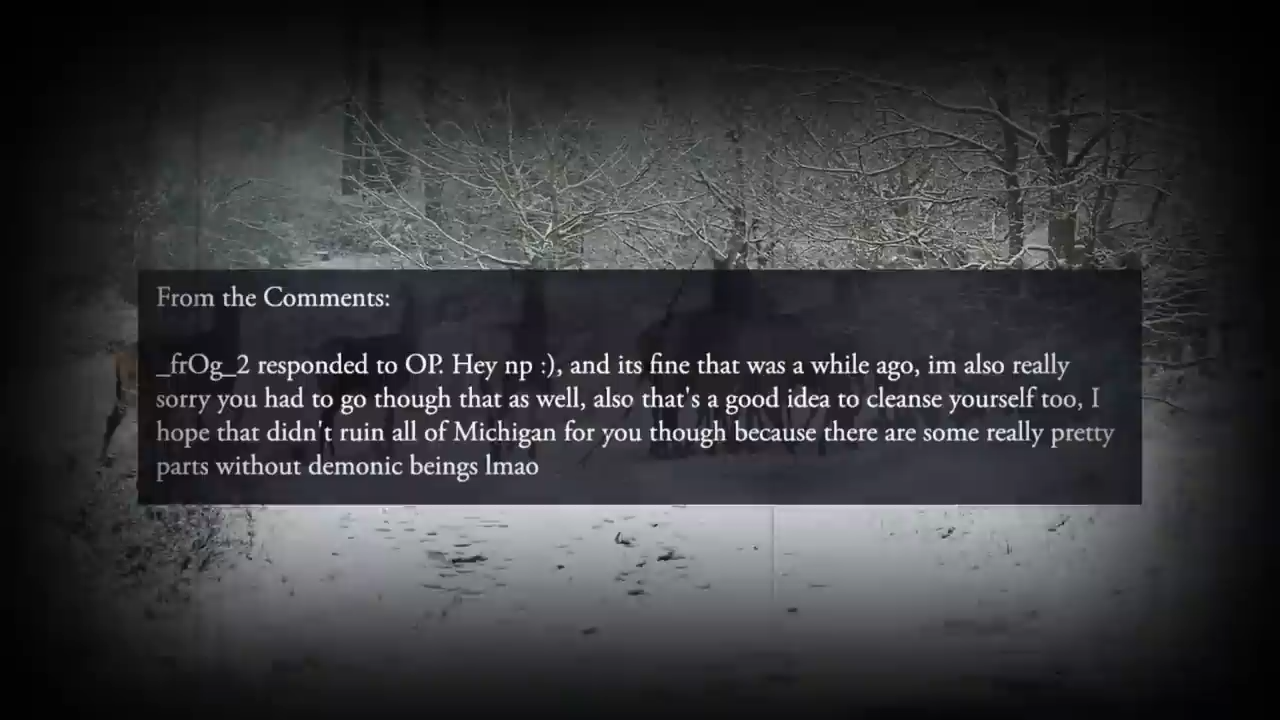 From the Comments:
_frOg_2 responded to OP. Hey np :), and its fine that was a while ago, im also really
sorry you had to go though that as well, also that's a good idea to cleanse yourself too, I
hope that didn't ruin all of Michigan for you though because there are some really pretty
parts without demonic beings lmao